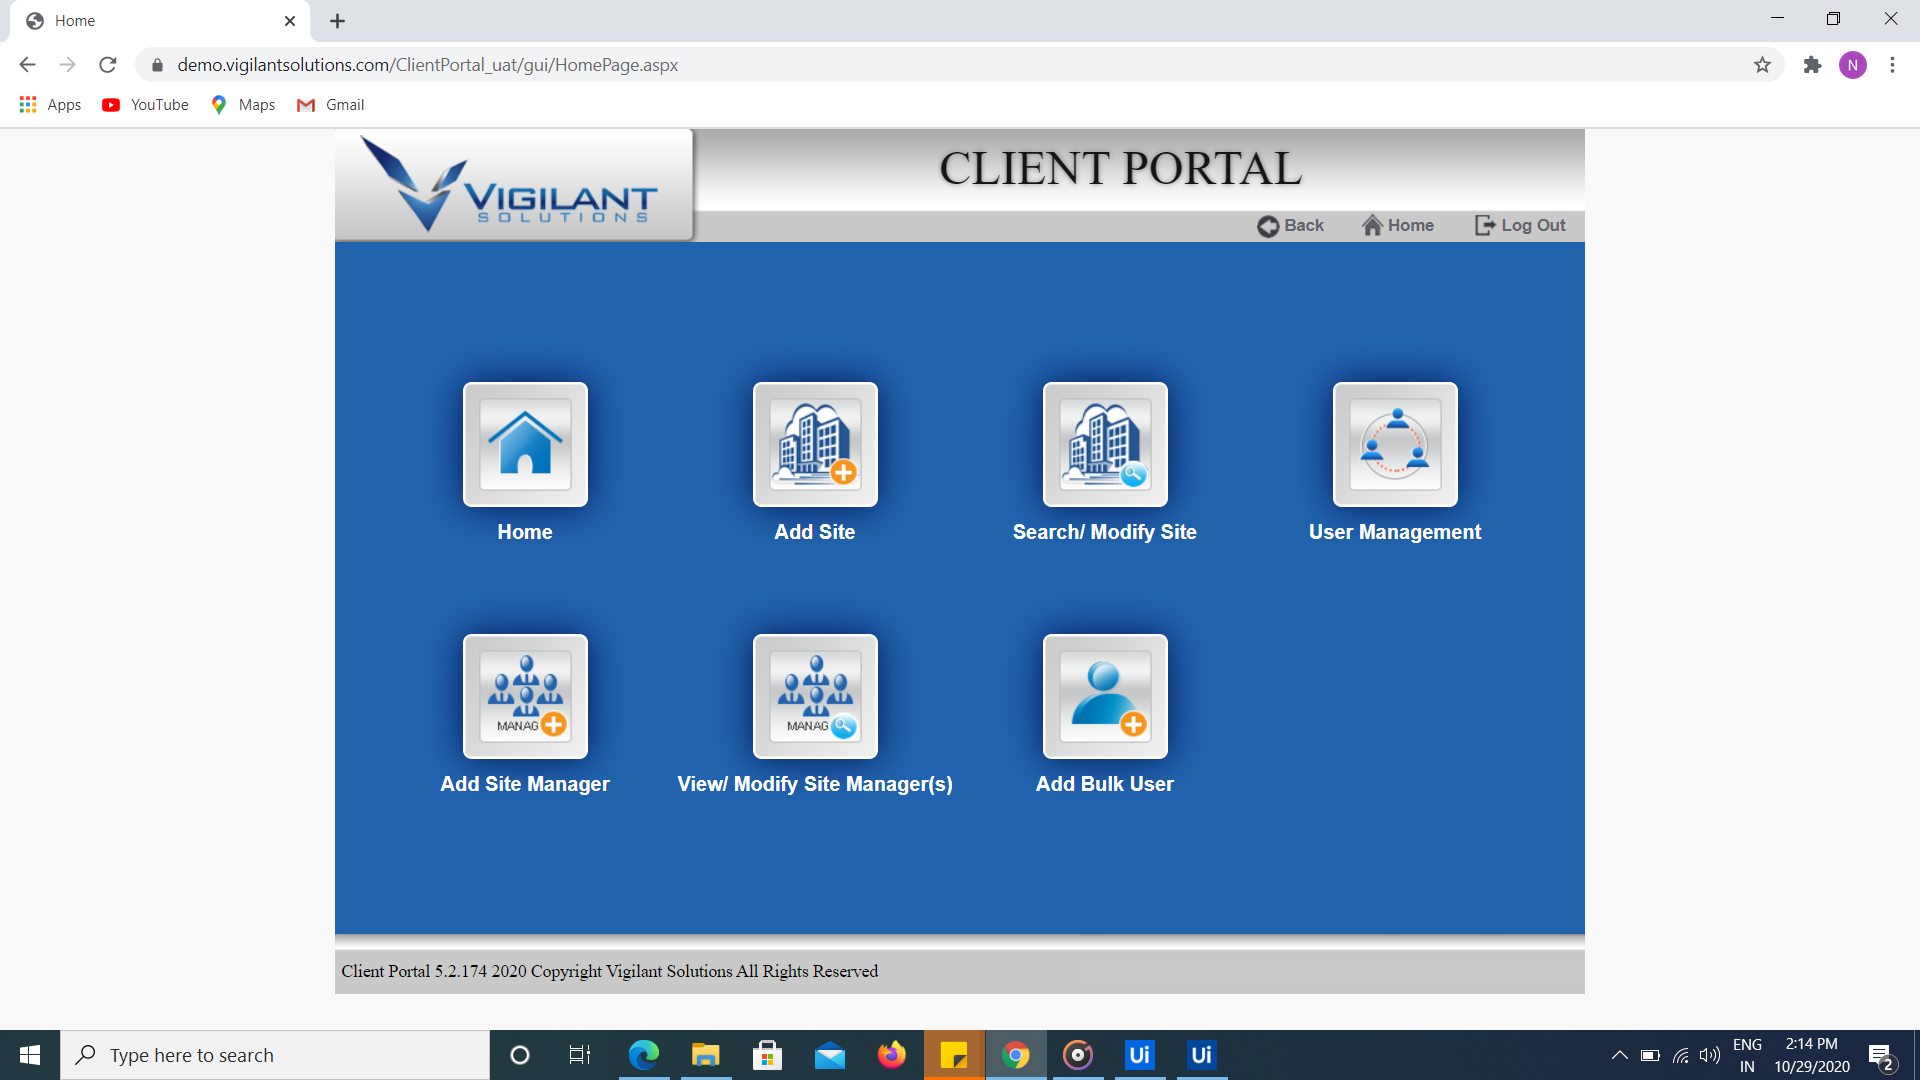 Home
demo.vigilantsolutions.com/ClientPortal_uat/gui/HomePage.aspx
N
Apps YouTube Maps Gmail
VIGILANT
SOLUTIONS
CLIENT PORTAL
Back Home Log Out
Home Add Site Search/ Modify Site User Management
MANAG MANAG
Add Site Manager View/ Modify Site Manager(s) Add Bulk User
Client Portal 5.2.174 2020 Copyright Vigilant Solutions All Rights Reserved
Type here to search
Ui Ui
ENG
IN
2:14 PM
10/29/2020
2